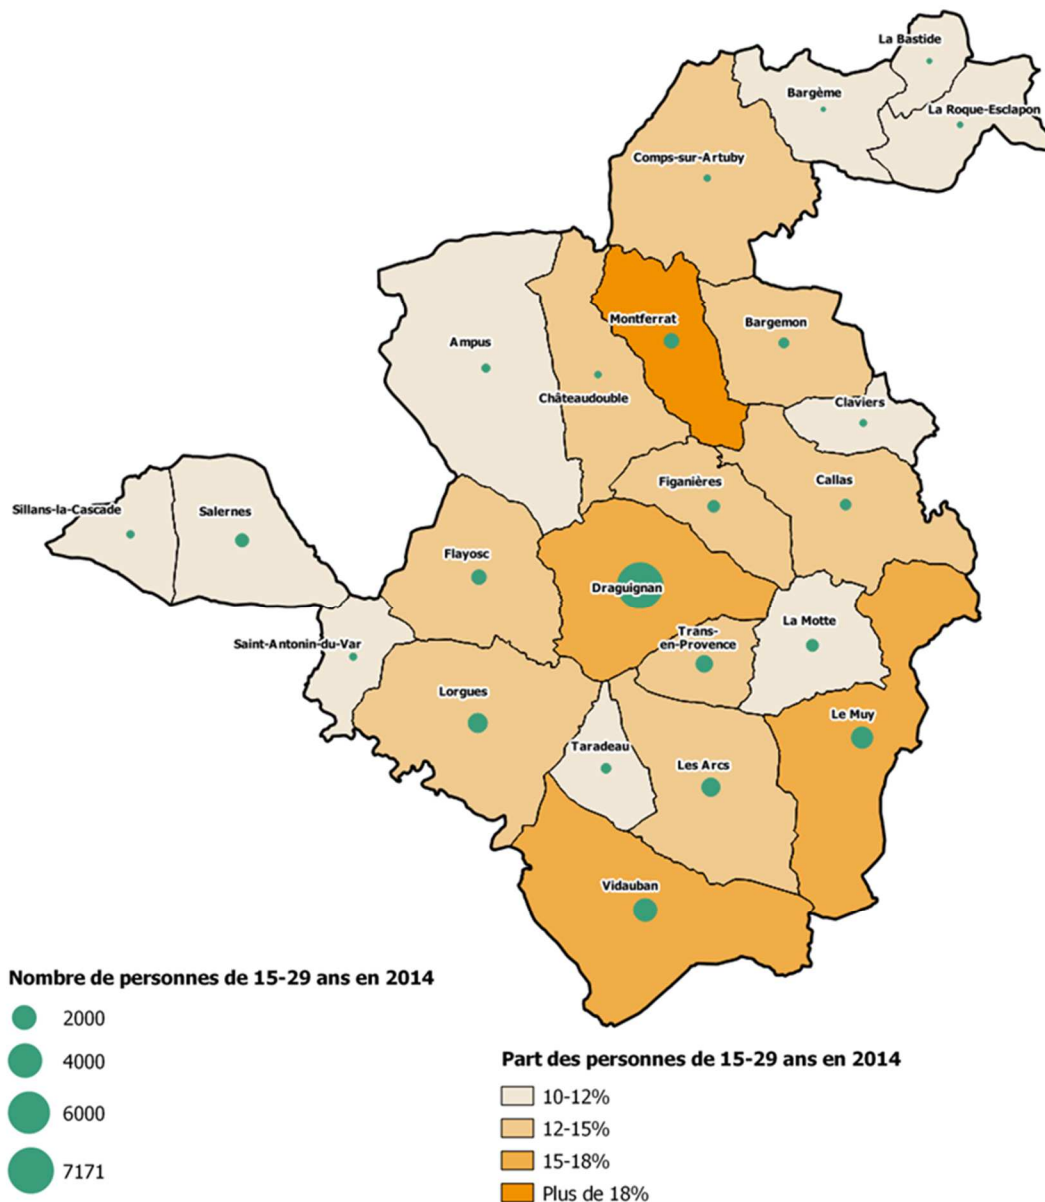 La Bastide
Bargème
La Roque-Esclapon
Comps-sur-Artuby
Montferrat
Bargemon
Ampus
Châteaudouble
Claviers
Figanières
Callas
Sillans-la-Cascade
Salernes
Flayosc
Draguignan
La Motte
Trans-
en-Provence
Saint-Antonin-du-Var
Lorgues
Le Muy
Taradeau
Les Arcs
Vidauban
Nombre de personnes de 15-29 ans en 2014
2000
4000
6000
7171
Part des personnes de 15-29 ans en 2014
10-12%
12-15%
15-18%
Plus de 18%